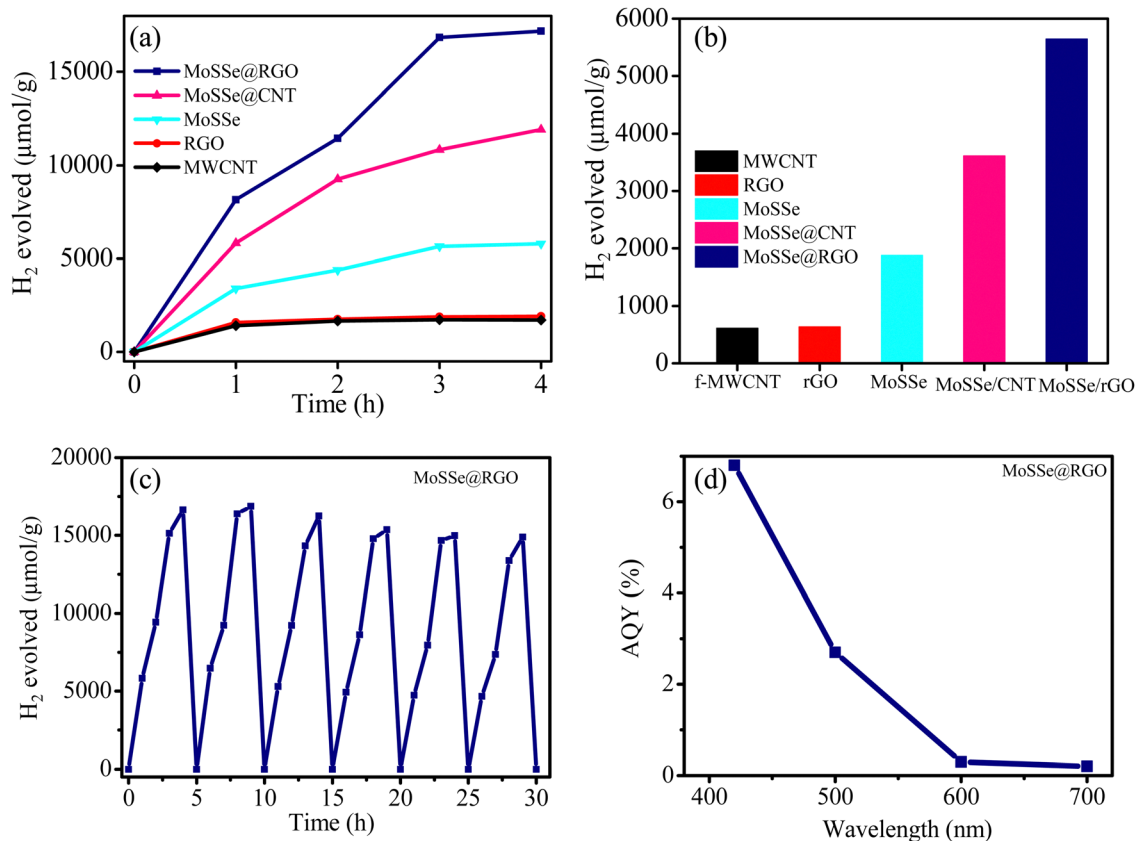 (a)
MoSSe@RGO
MoSSe@CNT
MoSSe
RGO
MWCNT
15000
10000
5000
0
H₂ evolved (μmol/g)
0 1 2 3 4
Time (h)
(b)
6000
5000
4000
3000
2000
1000
0
H₂ evolved (μmol/g)
MWCNT
RGO
MoSSe
MoSSe@CNT
MoSSe@RGO
f-MWCNT rGO MoSSe MoSSe/CNT MoSSe/rGO
(c)
MoSSe@RGO
20000
15000
10000
5000
0
H₂ evolved (μmol/g)
0 5 10 15 20 25 30
Time (h)
(d)
MoSSe@RGO
6
4
2
0
AQY (%)
400 500 600 700
Wavelength (nm)